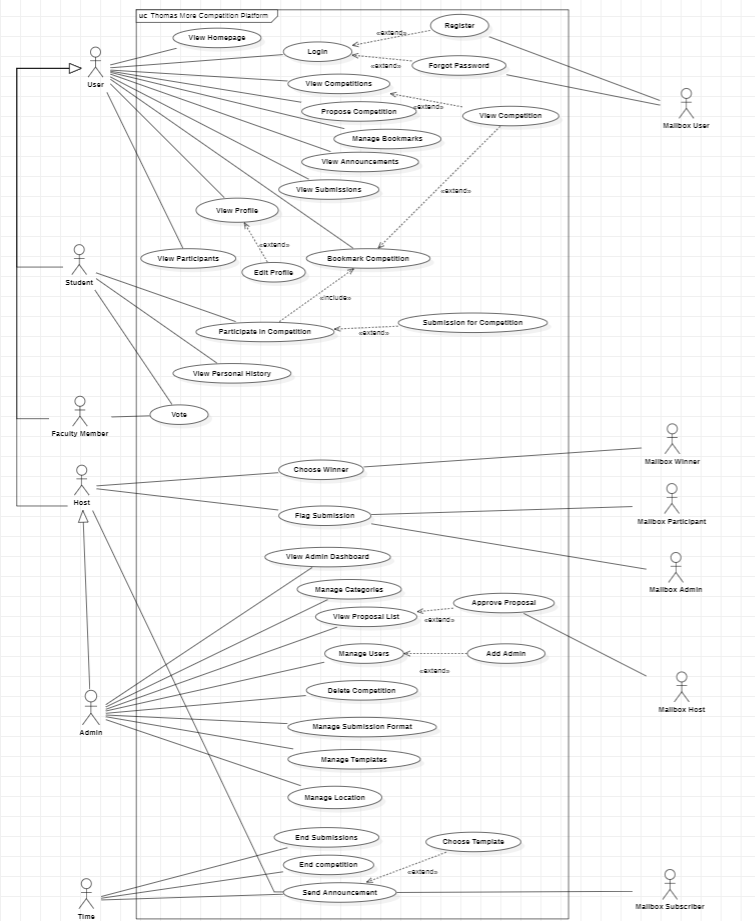 uc Thomas More Competition Platform
Register
«extend»
View Homepage
Login
«extend»
Forgot Password
User
View Competitions
«extend»
Propose Competition
View Competition
Mailbox User
Manage Bookmarks
View Announcements
View Submissions
«extend»
View Profile
«extend»
View Participants
Bookmark Competition
Edit Profile
Student
«include»
Participate in Competition
Submission for Competition
«extend»
View Personal History
Vote
Faculty Member
Choose Winner
Mailbox Winner
Host
Flag Submission
Mailbox Participant
View Admin Dashboard
Manage Categories
Mailbox Admin
Approve Proposal
View Proposal List
«extend»
Manage Users
Add Admin
«extend»
Delete Competition
Mailbox Host
Manage Submission Format
Admin
Manage Templates
Manage Location
End Submissions
Choose Template
End competition
«extend»
Send Announcement
Mailbox Subscriber
Time